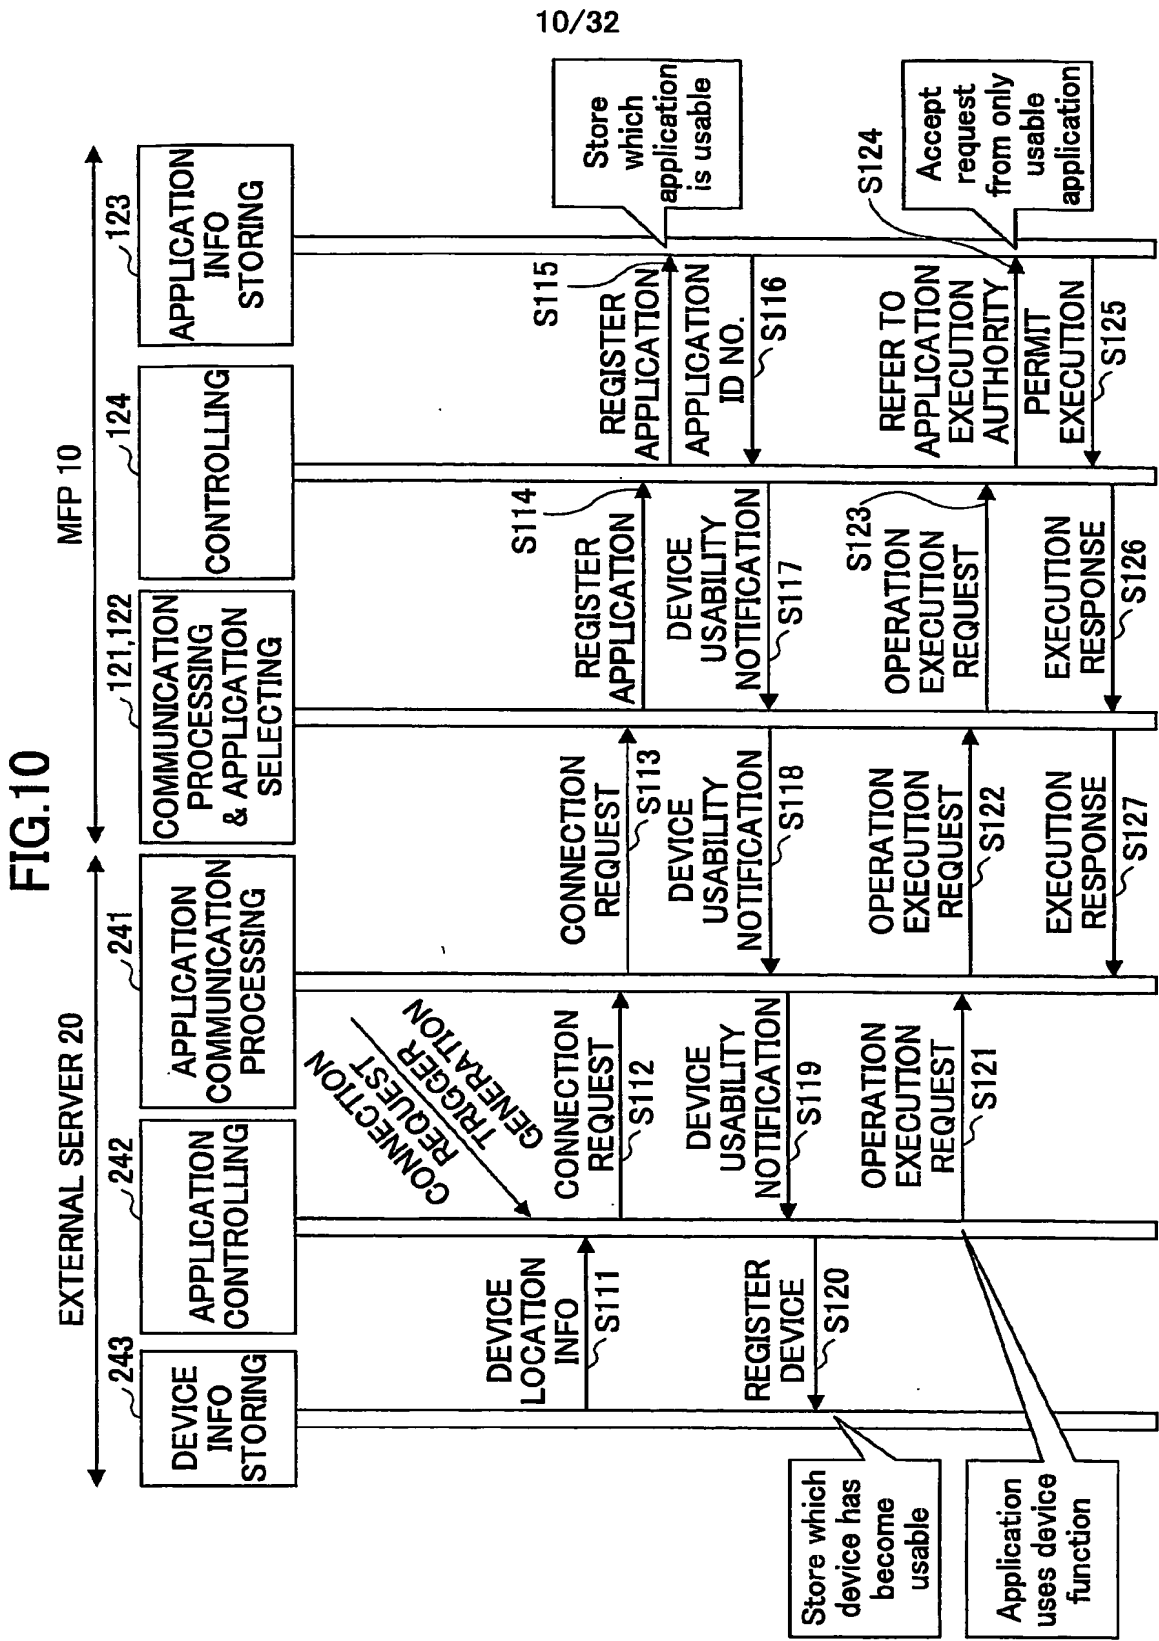 10/32
FIG.10
EXTERNAL SERVER 20
MFP 10
243
242
241
121,122
124
123
DEVICE
INFO
STORING
APPLICATION
CONTROLLING
APPLICATION
COMMUNICATION
PROCESSING
COMMUNICATION
PROCESSING
& APPLICATION
SELECTING
CONTROLLING
APPLICATION
INFO
STORING
CONNECTION
REQUEST
TRIGGER
GENERATION
DEVICE
LOCATION
INFO
S111
CONNECTION
REQUEST
S112
CONNECTION
REQUEST
S113
REGISTER
APPLICATION
S114
REGISTER
APPLICATION
S115
Store
which
application
is usable
APPLICATION
ID NO.
S116
DEVICE
USABILITY
NOTIFICATION
S117
DEVICE
USABILITY
NOTIFICATION
S118
DEVICE
USABILITY
NOTIFICATION
S119
REGISTER
DEVICE
S120
Store which
device has
become
usable
Application
uses device
function
OPERATION
EXECUTION
REQUEST
S121
OPERATION
EXECUTION
REQUEST
S122
OPERATION
EXECUTION
REQUEST
S123
REFER TO
APPLICATION
EXECUTION
AUTHORITY
S124
Accept
request
from only
usable
application
PERMIT
EXECUTION
S125
EXECUTION
RESPONSE
S126
EXECUTION
RESPONSE
S127